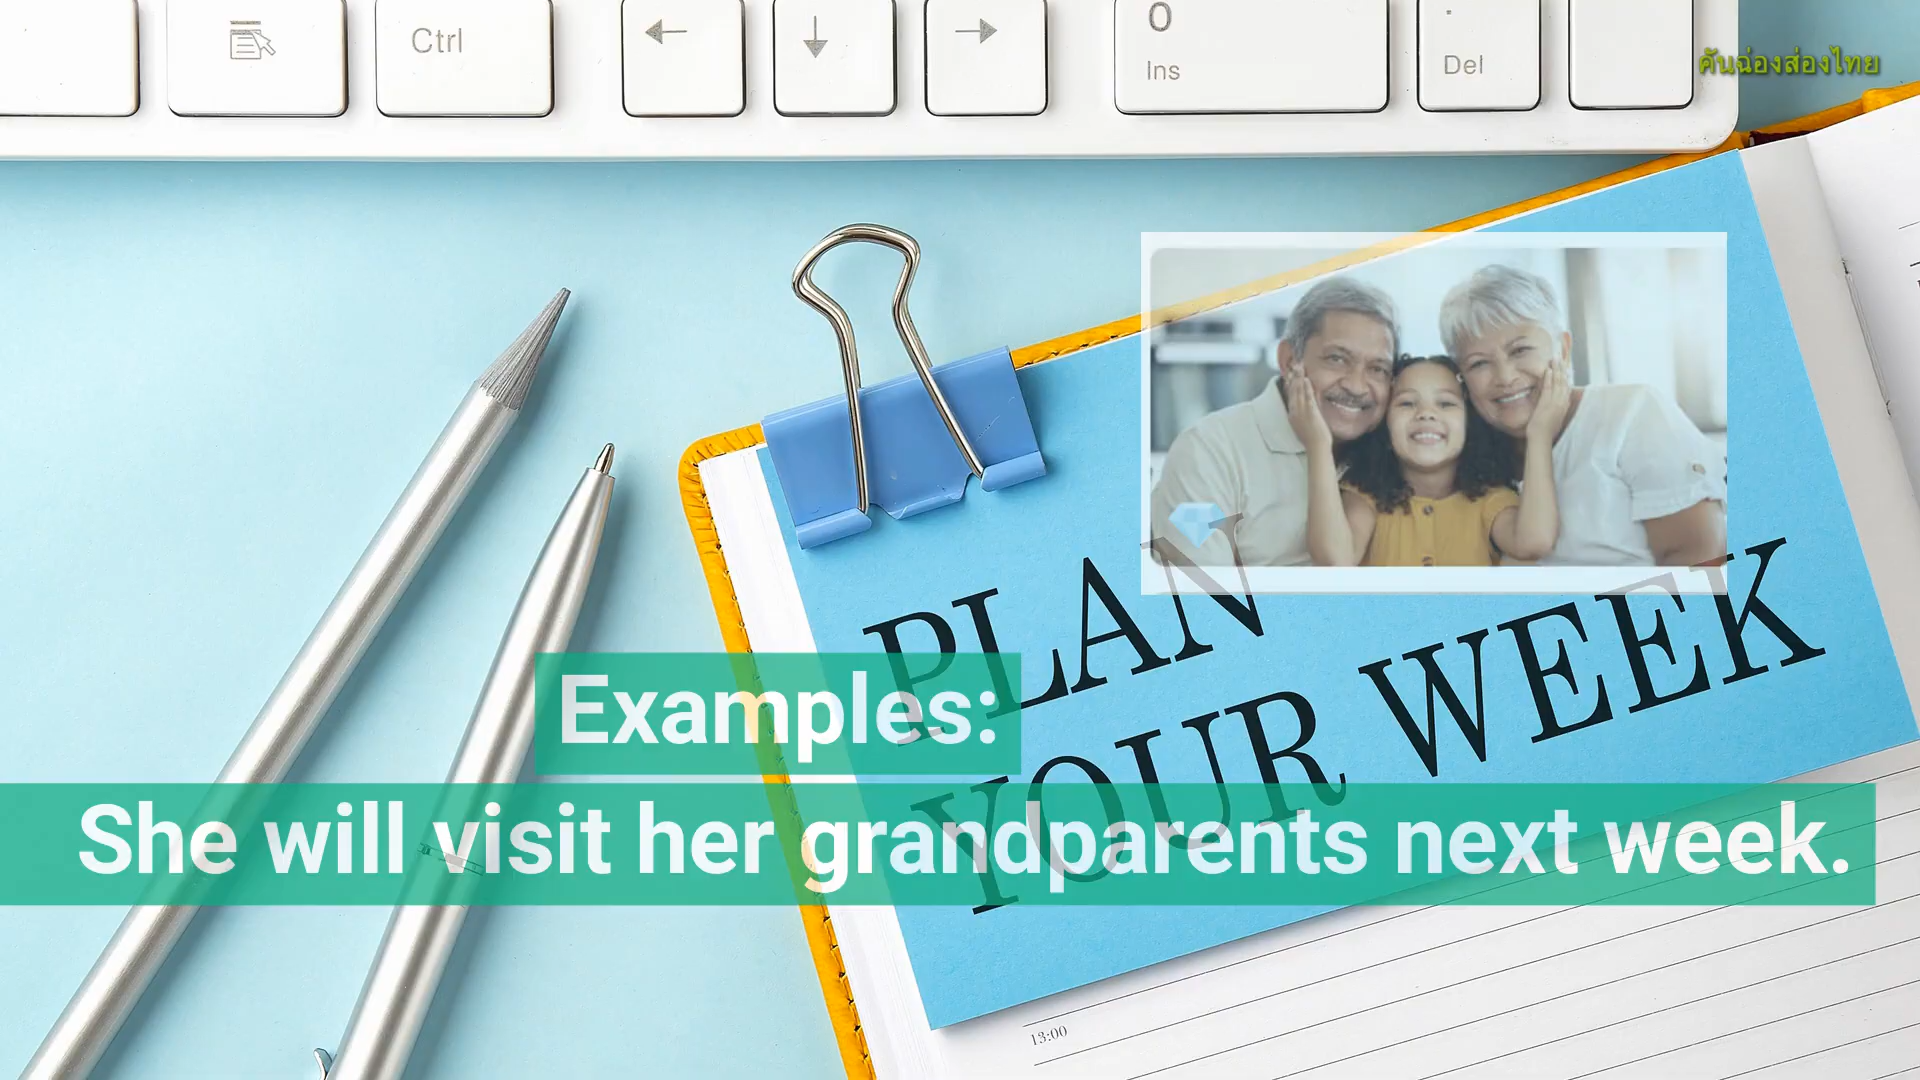 Ctrl
0
Ins
.
Del
คันฉ่องส่องไทย
PLAN
YOUR WEEK
Examples:
She will visit her grandparents next week.
13:00